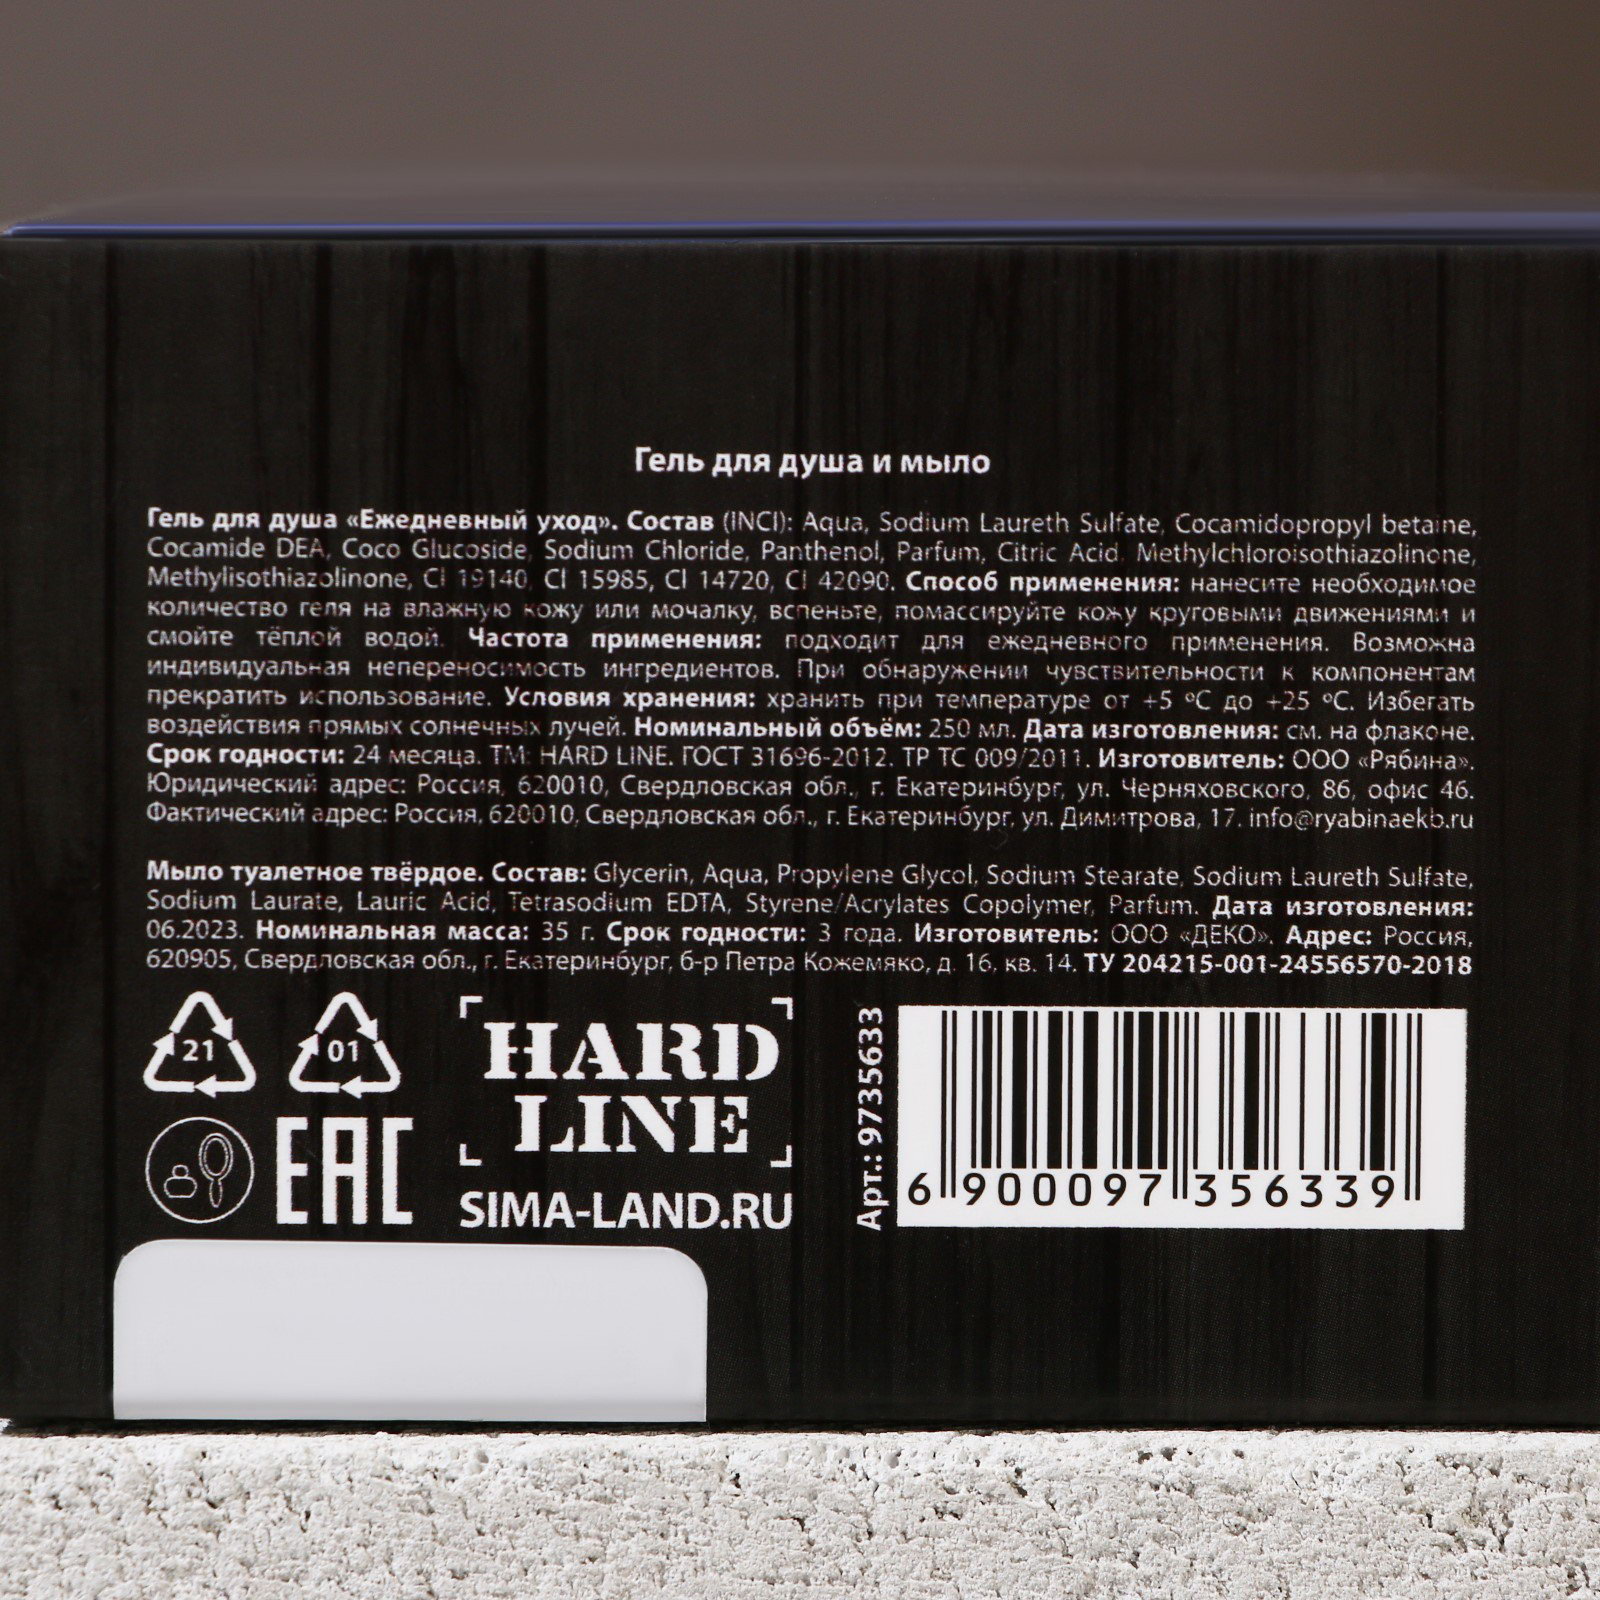 Гель для душа и мыло
Гель для душа «Ежедневный уход». Состав (INCI): Aqua, Sodium Laureth Sulfate, Cocamidopropyl betaine,
Cocamide DEA, Coco Glucoside, Sodium Chloride, Panthenol, Parfum, Citric Acid, Methylchloroisothiazolinone,
Methylisothiazolinone, CI 19140, CI 15985, CI 14720, CI 42090. Способ применения: нанесите необходимое
количество геля на влажную кожу или мочалку, вспеньте, помассируйте кожу круговыми движениями и
смойте тёплой водой. Частота применения: подходит для ежедневного применения. Возможна
индивидуальная непереносимость ингредиентов. При обнаружении чувствительности к компонентам
прекратить использование. Условия хранения: хранить при температуре от +5 ºС до +25 ºС. Избегать
воздействия прямых солнечных лучей. Номинальный объём: 250 мл. Дата изготовления: см. на флаконе.
Срок годности: 24 месяца. ТМ: HARD LINE. ГОСТ 31696-2012. ТР ТС 009/2011. Изготовитель: ООО «Рябина».
Юридический адрес: Россия, 620010, Свердловская обл., г. Екатеринбург, ул. Черняховского, 86, офис 46.
Фактический адрес: Россия, 620010, Свердловская обл., г. Екатеринбург, ул. Димитрова, 17. info@ryabinaekb.ru
Мыло туалетное твёрдое. Состав: Glycerin, Aqua, Propylene Glycol, Sodium Stearate, Sodium Laureth Sulfate,
Sodium Laurate, Lauric Acid, Tetrasodium EDTA, Styrene/Acrylates Copolymer, Parfum. Дата изготовления:
06.2023. Номинальная масса: 35 г. Срок годности: 3 года. Изготовитель: ООО «ДЕКО». Адрес: Россия,
620905, Свердловская обл., г. Екатеринбург, б-р Петра Кожемяко, д. 16, кв. 14. ТУ 204215-001-24556570-2018
21
01
EAC
HARD
LINE
SIMA-LAND.RU
Арт.: 9735633
6 900097 356339